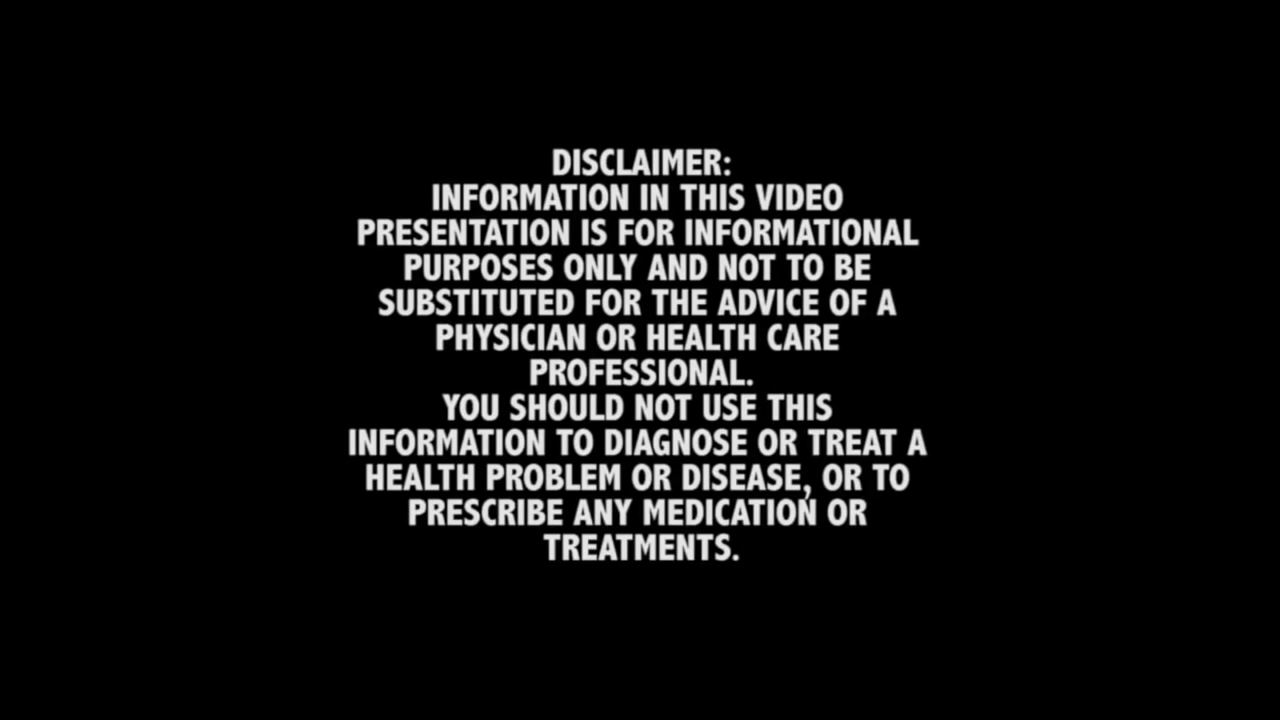 DISCLAIMER:
INFORMATION IN THIS VIDEO
PRESENTATION IS FOR INFORMATIONAL
PURPOSES ONLY AND NOT TO BE
SUBSTITUTED FOR THE ADVICE OF A
PHYSICIAN OR HEALTH CARE
PROFESSIONAL.
YOU SHOULD NOT USE THIS
INFORMATION TO DIAGNOSE OR TREAT A
HEALTH PROBLEM OR DISEASE, OR TO
PRESCRIBE ANY MEDICATION OR
TREATMENTS.